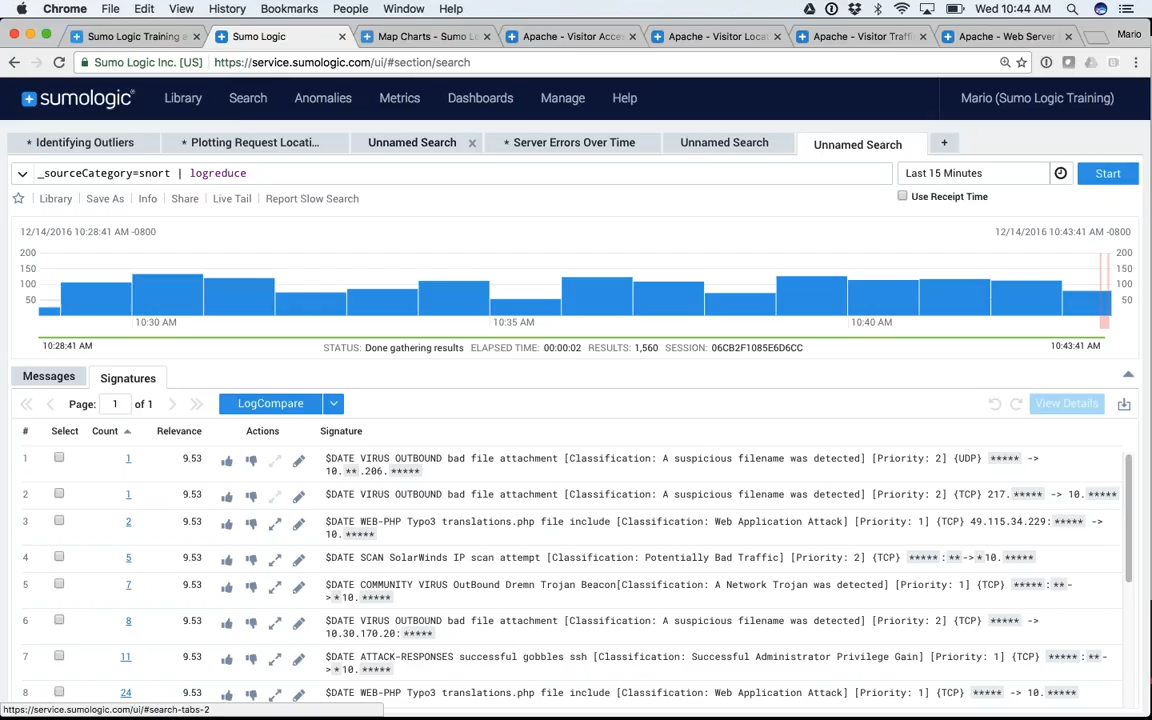 Chrome File Edit View History Bookmarks People Window Help Wed 10:44 AM
Sumo Logic Training a Sumo Logic Map Charts - Sumo Lo Apache - Visitor Acces Apache - Visitor Locat Apache - Visitor Traffi Apache - Web Server Mario
Sumo Logic Inc. [US] https://service.sumologic.com/ui/#section/search
sumologic Library Search Anomalies Metrics Dashboards Manage Help Mario (Sumo Logic Training)
* Identifying Outliers * Plotting Request Locati... Unnamed Search * Server Errors Over Time Unnamed Search Unnamed Search +
_sourceCategory=snort | logreduce Last 15 Minutes Start
Library Save As Info Share Live Tail Report Slow Search Use Receipt Time
12/14/2016 10:28:41 AM -0800 12/14/2016 10:43:41 AM -0800
200 200
150 150
100 100
50 50
10:30 AM 10:35 AM 10:40 AM
10:28:41 AM STATUS: Done gathering results ELAPSED TIME: 00:00:02 RESULTS: 1,560 SESSION: 06CB2F1085E6D6CC 10:43:41 AM
Messages Signatures
Page: 1 of 1 LogCompare View Details
# Select Count Relevance Actions Signature
1 1 9.53 $DATE VIRUS OUTBOUND bad file attachment [Classification: A suspicious filename was detected] [Priority: 2] {UDP} ***** ->
10.**.206.*****
2 1 9.53 $DATE VIRUS OUTBOUND bad file attachment [Classification: A suspicious filename was detected] [Priority: 2] {TCP} 217.***** -> 10.*****
3 2 9.53 $DATE WEB-PHP Typo3 translations.php file include [Classification: Web Application Attack] [Priority: 1] {TCP} 49.115.34.229:***** ->
10.*****
4 5 9.53 $DATE SCAN SolarWinds IP scan attempt [Classification: Potentially Bad Traffic] [Priority: 2] {TCP} *****:**->*10.*****
5 7 9.53 $DATE COMMUNITY VIRUS OutBound Dremn Trojan Beacon[Classification: A Network Trojan was detected] [Priority: 1] {TCP} *****:**-
>*10.*****
6 8 9.53 $DATE VIRUS OUTBOUND bad file attachment [Classification: A suspicious filename was detected] [Priority: 2] {TCP} ***** ->
10.30.170.20:*****
7 11 9.53 $DATE ATTACK-RESPONSES successful gobbles ssh [Classification: Successful Administrator Privilege Gain] [Priority: 1] {TCP} *****:**-
>*10.*****
8 24 9.53 $DATE WEB-PHP Typo3 translations.php file include [Classification: Web Application Attack] [Priority: 1] {TCP} ***** -> 10.*****
https://service.sumologic.com/ui/#search-tabs-2